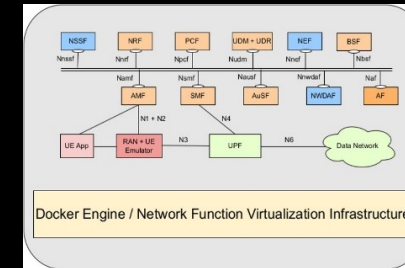 NSSF NRF PCF UDM + UDR NEF BSF
Nnssf Nnrf Npcf Nudm Nnef Nbsf
Namf Nsmf Nausf Nnwdaf Naf
AMF SMF AuSF NWDAF AF
N1 + N2 N4
UE App RAN + UE Emulator N3 UPF N6 Data Network
Docker Engine / Network Function Virtualization Infrastructure